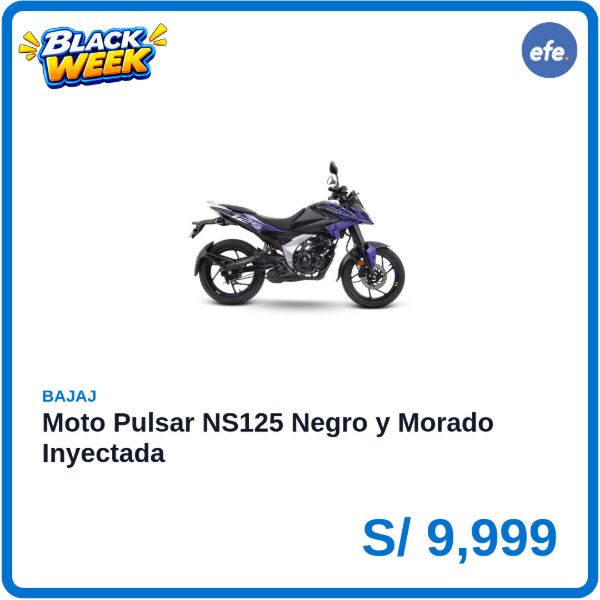 BLACK
WEEK
efe.
BAJAJ
Moto Pulsar NS125 Negro y Morado
Inyectada
S/ 9,999